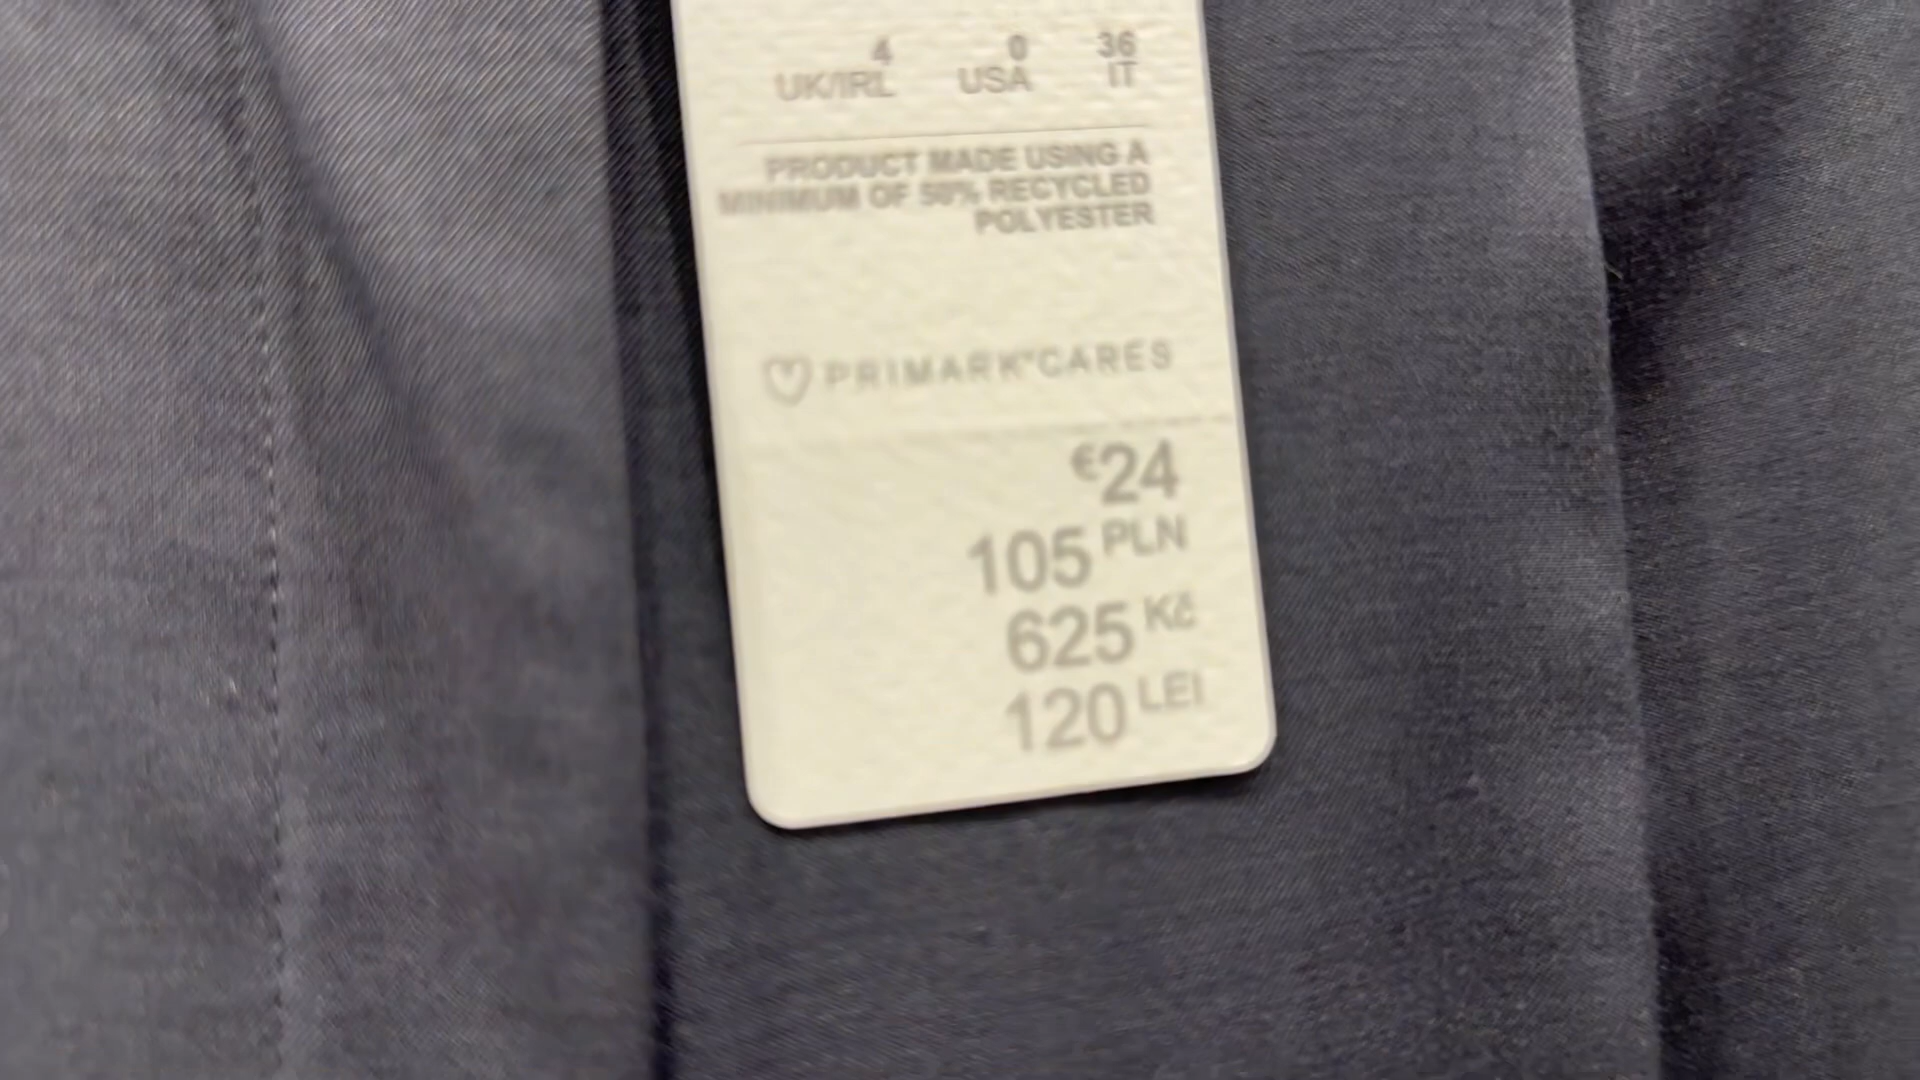 4 0 36
UK/IRL USA IT
PRODUCT MADE USING A
MINIMUM OF 50% RECYCLED
POLYESTER
PRIMARK®CARES
€24
105 PLN
625 Kč
120 LEI